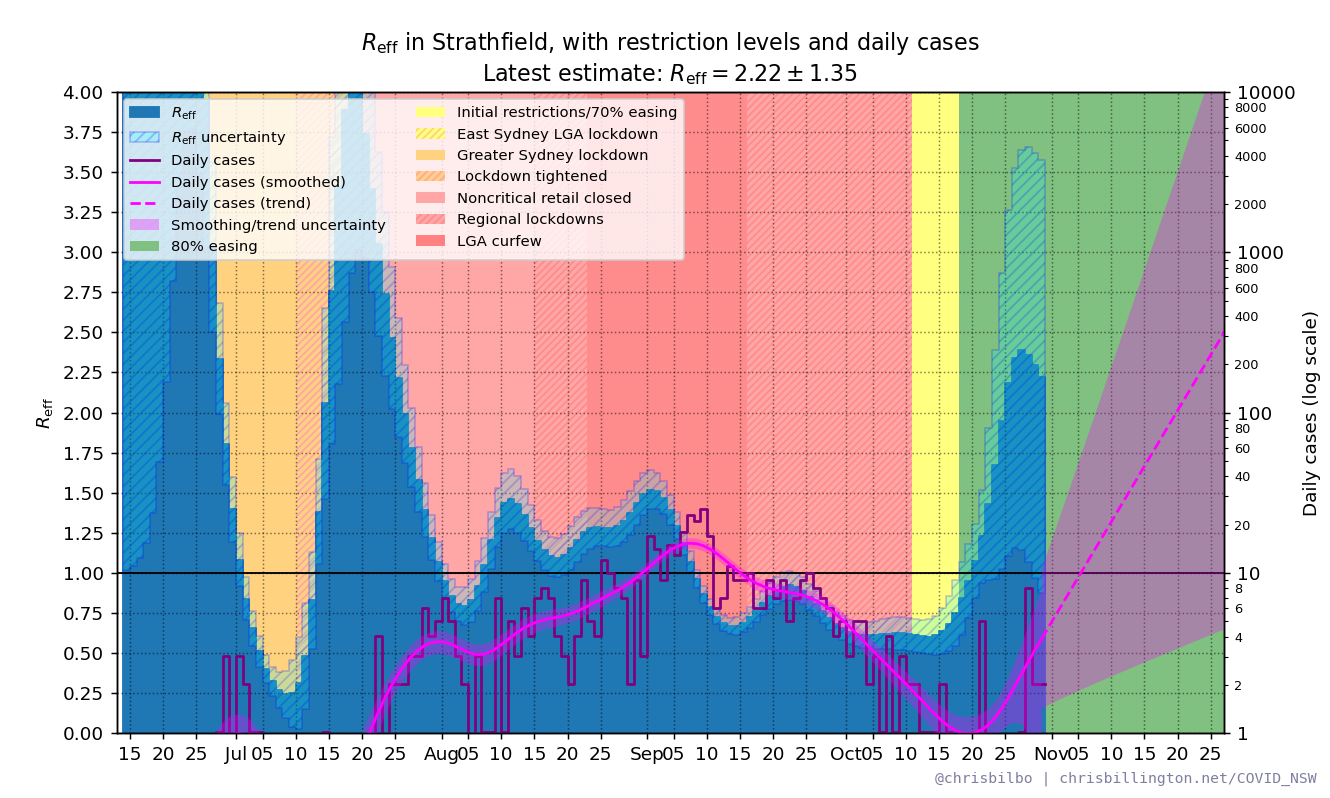 Reff in Strathfield, with restriction levels and daily cases
Latest estimate: Reff = 2.22 ± 1.35
Reff
Reff uncertainty
Daily cases
Daily cases (smoothed)
Daily cases (trend)
Smoothing/trend uncertainty
80% easing
Initial restrictions/70% easing
East Sydney LGA lockdown
Greater Sydney lockdown
Lockdown tightened
Noncritical retail closed
Regional lockdowns
LGA curfew
Reff
4.00
3.75
3.50
3.25
3.00
2.75
2.50
2.25
2.00
1.75
1.50
1.25
1.00
0.75
0.50
0.25
0.00
10000
8000
6000
4000
2000
1000
800
600
400
200
100
80
60
40
20
10
8
6
4
2
1
Daily cases (log scale)
15 20 25 Jul 05 10 15 20 25 Aug 05 10 15 20 25 Sep 05 10 15 20 25 Oct 05 10 15 20 25 Nov 05 10 15 20 25
@chrisbilbo | chrisbillington.net/COVID_NSW